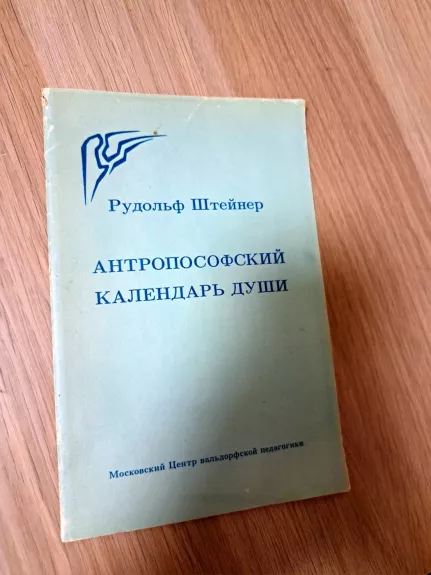 Рудольф Штейнер
АНТРОПОСОФСКИЙ
КАЛЕНДАРЬ ДУШИ
Московский Центр вальдорфской педагогики